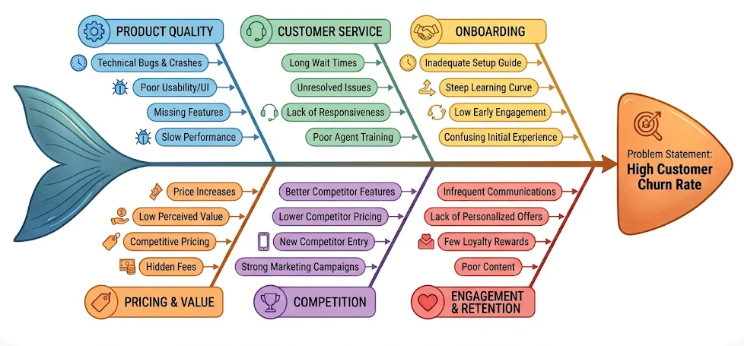 PRODUCT QUALITY
Technical Bugs & Crashes
Poor Usability/UI
Missing Features
Slow Performance
CUSTOMER SERVICE
Long Wait Times
Unresolved Issues
Lack of Responsiveness
Poor Agent Training
ONBOARDING
Inadequate Setup Guide
Steep Learning Curve
Low Early Engagement
Confusing Initial Experience
Problem Statement:
High Customer
Churn Rate
Price Increases
Low Perceived Value
Competitive Pricing
Hidden Fees
PRICING & VALUE
Better Competitor Features
Lower Competitor Pricing
New Competitor Entry
Strong Marketing Campaigns
COMPETITION
Infrequent Communications
Lack of Personalized Offers
Few Loyalty Rewards
Poor Content
ENGAGEMENT
& RETENTION